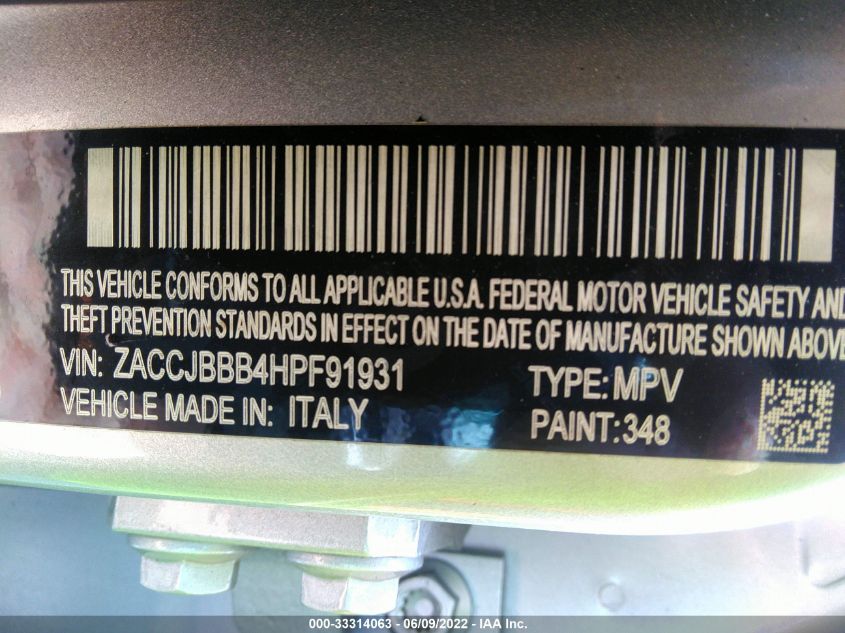 THIS VEHICLE CONFORMS TO ALL APPLICABLE U.S.A. FEDERAL MOTOR VEHICLE SAFETY AND
THEFT PREVENTION STANDARDS IN EFFECT ON THE DATE OF MANUFACTURE SHOWN ABOVE
VIN: ZACCJBBB4HPF91931 TYPE: MPV
VEHICLE MADE IN: ITALY PAINT: 348
000-33314063 - 06/09/2022 - IAA Inc.